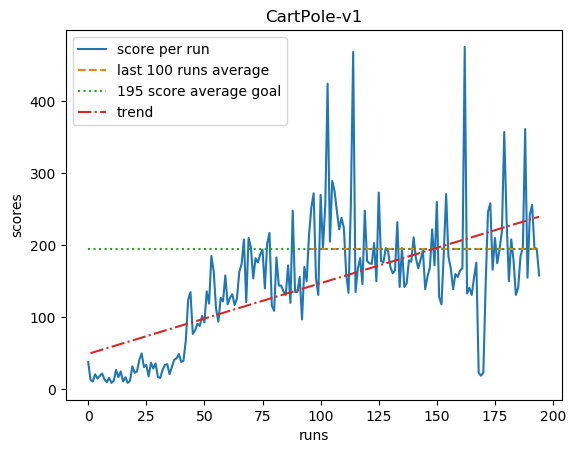 CartPole-v1
score per run
last 100 runs average
195 score average goal
trend
scores
400
300
200
100
0
0 25 50 75 100 125 150 175 200
runs